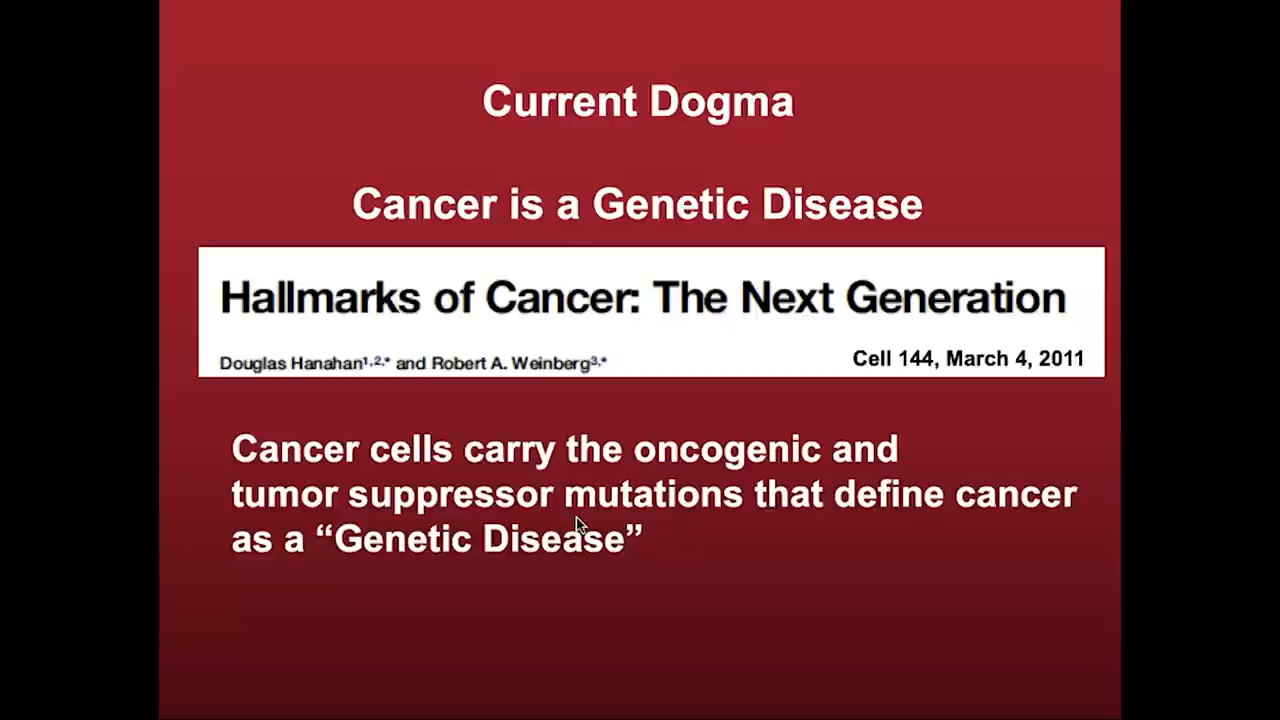 Current Dogma
Cancer is a Genetic Disease
Hallmarks of Cancer: The Next Generation
Douglas Hanahan1,2,* and Robert A. Weinberg3,*
Cell 144, March 4, 2011
Cancer cells carry the oncogenic and
tumor suppressor mutations that define cancer
as a “Genetic Disease”